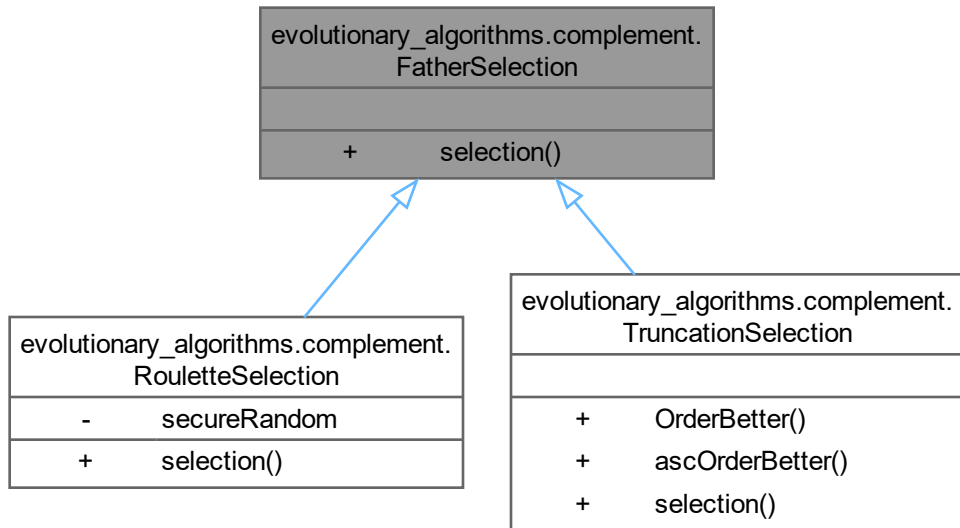 evolutionary_algorithms.complement.
FatherSelection
+ selection()
evolutionary_algorithms.complement.
RouletteSelection
- secureRandom
+ selection()
evolutionary_algorithms.complement.
TruncationSelection
+ OrderBetter()
+ ascOrderBetter()
+ selection()